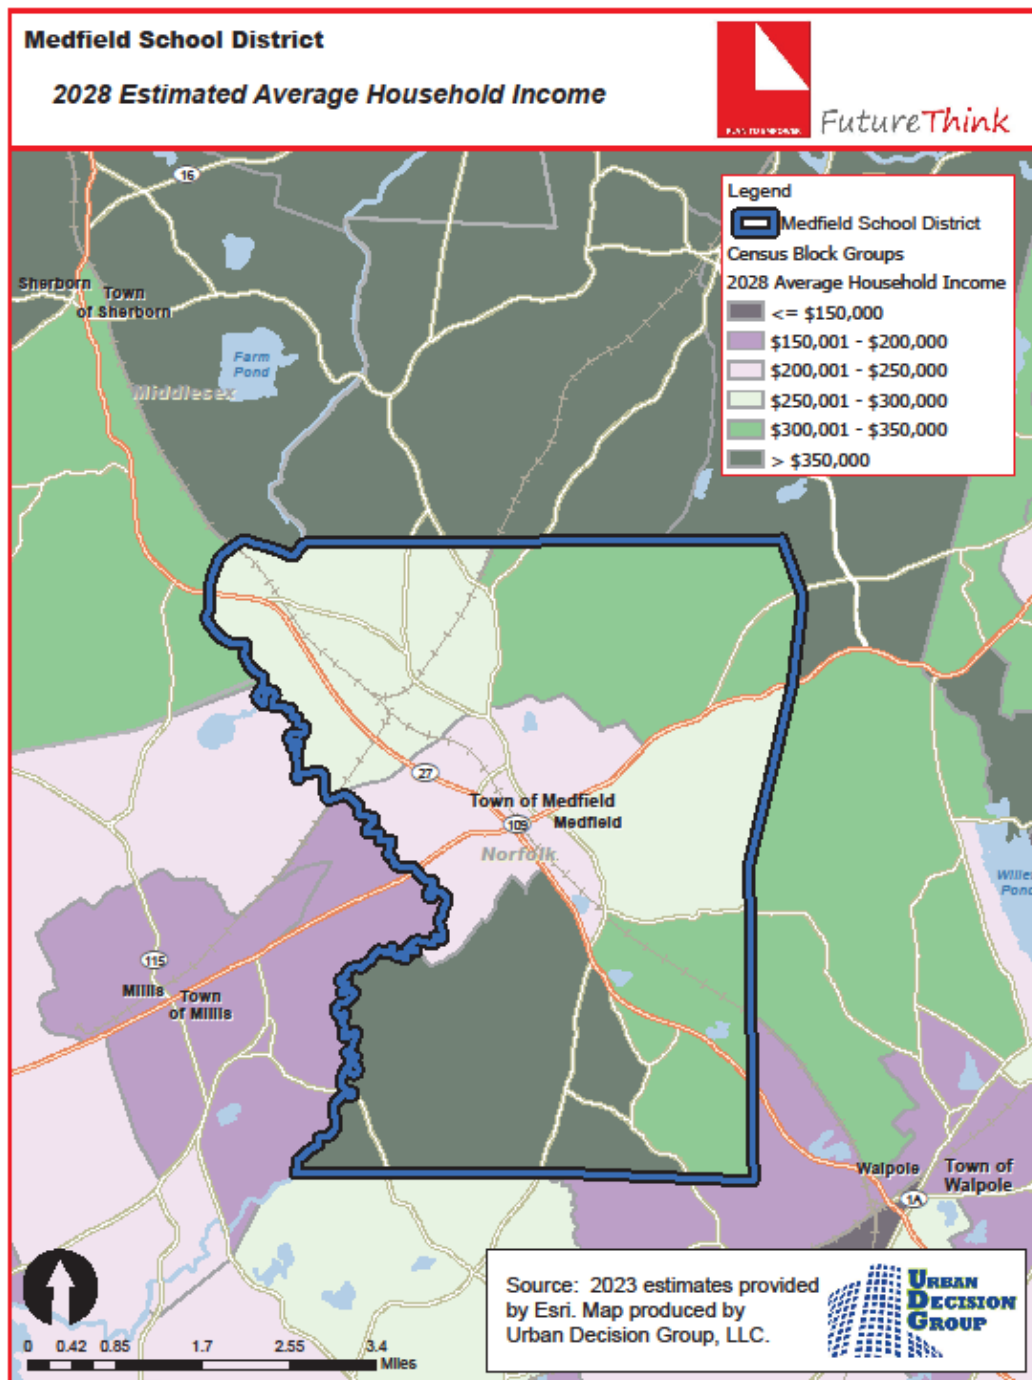 Medfield School District
2028 Estimated Average Household Income
PLAN TO EMPOWER
FutureThink
16
Legend
Medfield School District
Census Block Groups
2028 Average Household Income
<= $150,000
$150,001 - $200,000
$200,001 - $250,000
$250,001 - $300,000
$300,001 - $350,000
> $350,000
Sherborn
Town
of Sherborn
Farm
Pond
Middlesex
27
Town of Medfield
109
Medfield
Norfolk
Pond
115
Millis
Town
of Millis
Walpole
Town of
Walpole
1A
Source: 2023 estimates provided
by Esri. Map produced by
Urban Decision Group, LLC.
URBAN
DECISION
GROUP
0 0.42 0.85 1.7 2.55 3.4
Miles